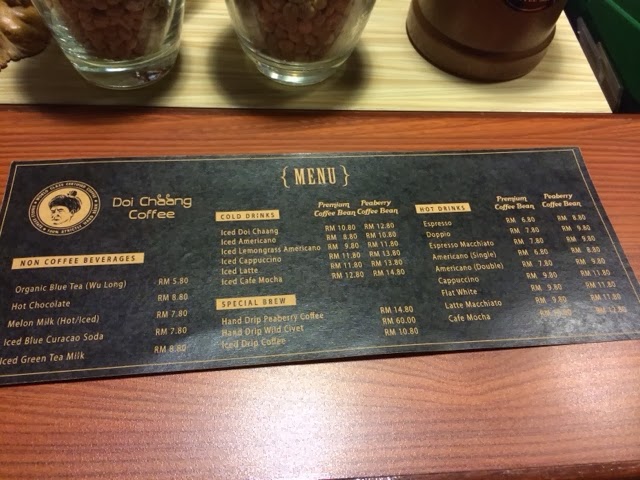 Doi Chaang
Coffee
{ MENU }
NON COFFEE BEVERAGES
Organic Blue Tea (Wu Long) RM 5.80
Hot Chocolate RM 8.80
Melon Milk (Hot/Iced) RM 7.80
Iced Blue Curacao Soda RM 7.80
Iced Green Tea Milk RM 8.80
COLD DRINKS Premium Coffee Bean Peaberry Coffee Bean
Iced Doi Chaang RM 10.80 RM 12.80
Iced Americano RM 8.80 RM 10.80
Iced Lemongrass Americano RM 9.80 RM 11.80
Iced Cappuccino RM 11.80 RM 13.80
Iced Latte RM 11.80 RM 13.80
Iced Cafe Mocha RM 12.80 RM 14.80
SPECIAL BREW
Hand Drip Peaberry Coffee RM 14.80
Hand Drip Wild Civet RM 60.00
Iced Drip Coffee RM 10.80
HOT DRINKS Premium Coffee Bean Peaberry Coffee Bean
Espresso RM 6.80 RM 8.80
Doppio RM 7.80 RM 9.80
Espresso Macchiato RM 7.80 RM 9.80
Americano (Single) RM 6.80 RM 8.80
Americano (Double) RM 7.80 RM 9.80
Cappuccino RM 9.80 RM 11.80
Flat White RM 9.80 RM 11.80
Latte Macchiato RM 9.80 RM 11.80
Cafe Mocha